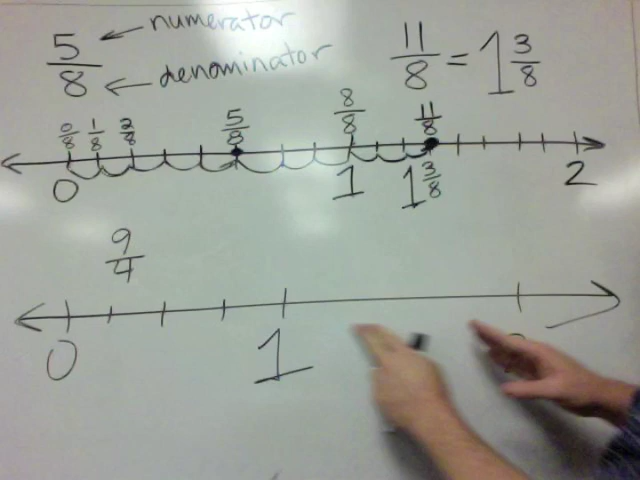 5/8 numerator denominator
11/8 = 1 3/8
0/8 1/8 2/8 5/8 8/8 11/8
0 1 1 3/8 2
9/4
0 1